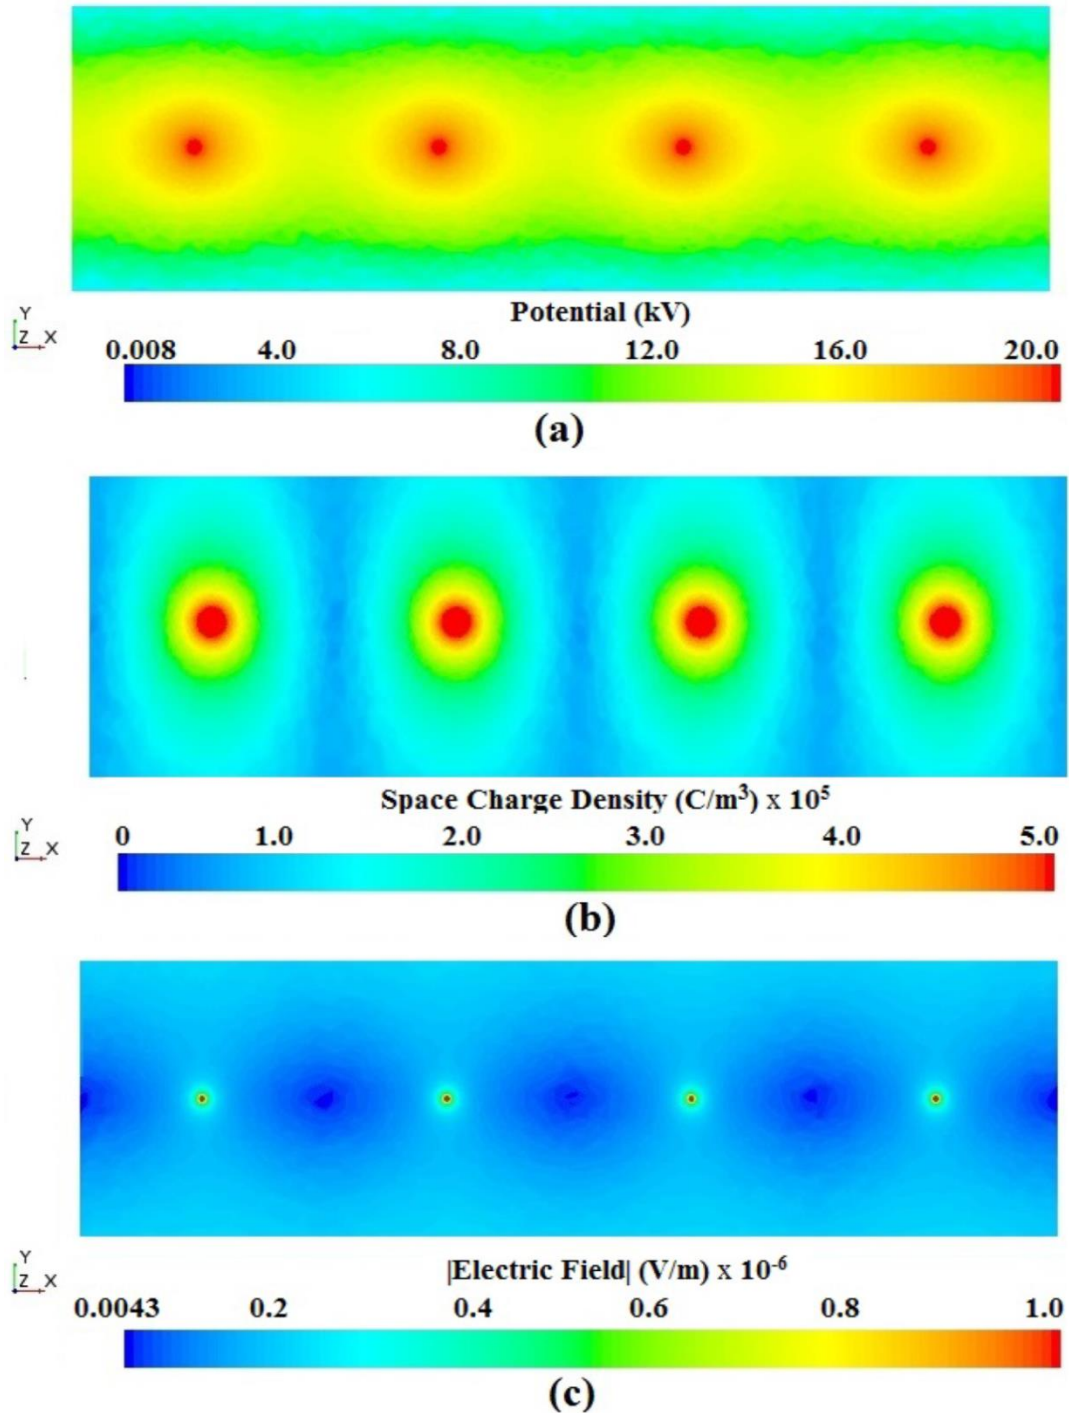 Potential (kV)
Y
Z X
0.008 4.0 8.0 12.0 16.0 20.0
(a)
Space Charge Density (C/m³) x 10⁵
Y
Z X
0 1.0 2.0 3.0 4.0 5.0
(b)
|Electric Field| (V/m) x 10⁻⁶
Y
Z X
0.0043 0.2 0.4 0.6 0.8 1.0
(c)